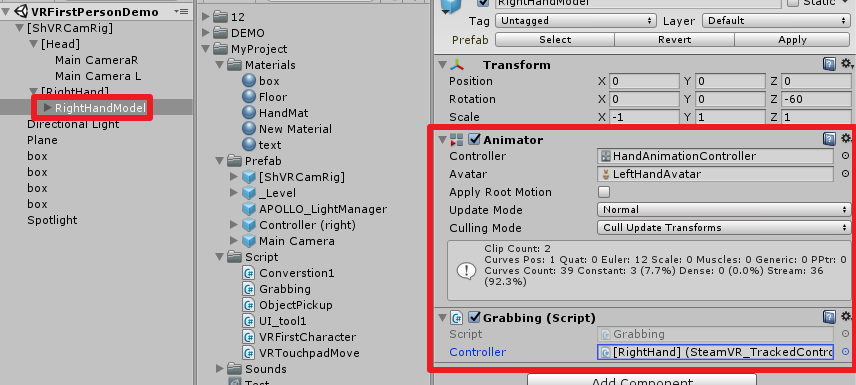 VRFirstPersonDemo
[ShVRCamRig]
[Head]
Main CameraR
Main Camera L
[RightHand]
RightHandModel
Directional Light
Plane
box
box
box
box
Spotlight
12
DEMO
MyProject
Materials
box
Floor
HandMat
New Material
text
Prefab
[ShVRCamRig]
_Level
APOLLO_LightManager
Controller (right)
Main Camera
Script
Converstion1
Grabbing
ObjectPickup
UI_tool1
VRFirstCharacter
VRTouchpadMove
Sounds
Test
RightHandModel Static
Tag Untagged Layer Default
Prefab Select Revert Apply
Transform
Position X 0 Y 0 Z 0
Rotation X 0 Y 0 Z -60
Scale X -1 Y 1 Z 1
Animator
Controller HandAnimationController
Avatar LeftHandAvatar
Apply Root Motion
Update Mode Normal
Culling Mode Cull Update Transforms
Clip Count: 2
Curves Pos: 1 Quat: 0 Euler: 12 Scale: 0 Muscles: 0 Generic: 0 PPtr: 0
Curves Count: 39 Constant: 3 (7.7%) Dense: 0 (0.0%) Stream: 36
(92.3%)
Grabbing (Script)
Script Grabbing
Controller [RightHand] (SteamVR_TrackedContro
Add Component